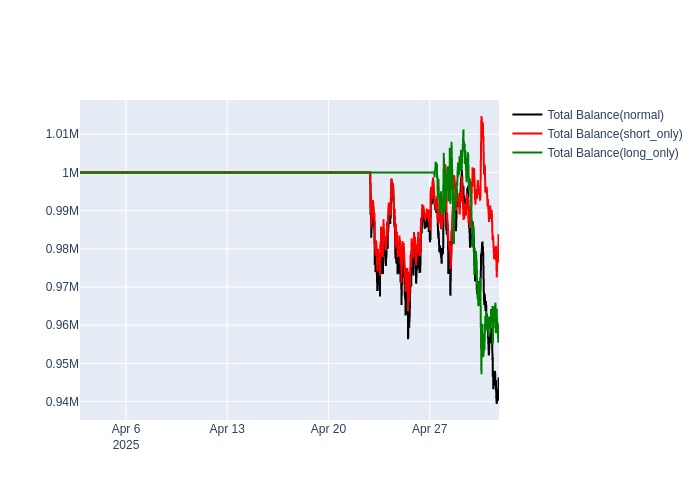 Total Balance(normal)
Total Balance(short_only)
Total Balance(long_only)
1.01M
1M
0.99M
0.98M
0.97M
0.96M
0.95M
0.94M
Apr 6
2025
Apr 13
Apr 20
Apr 27